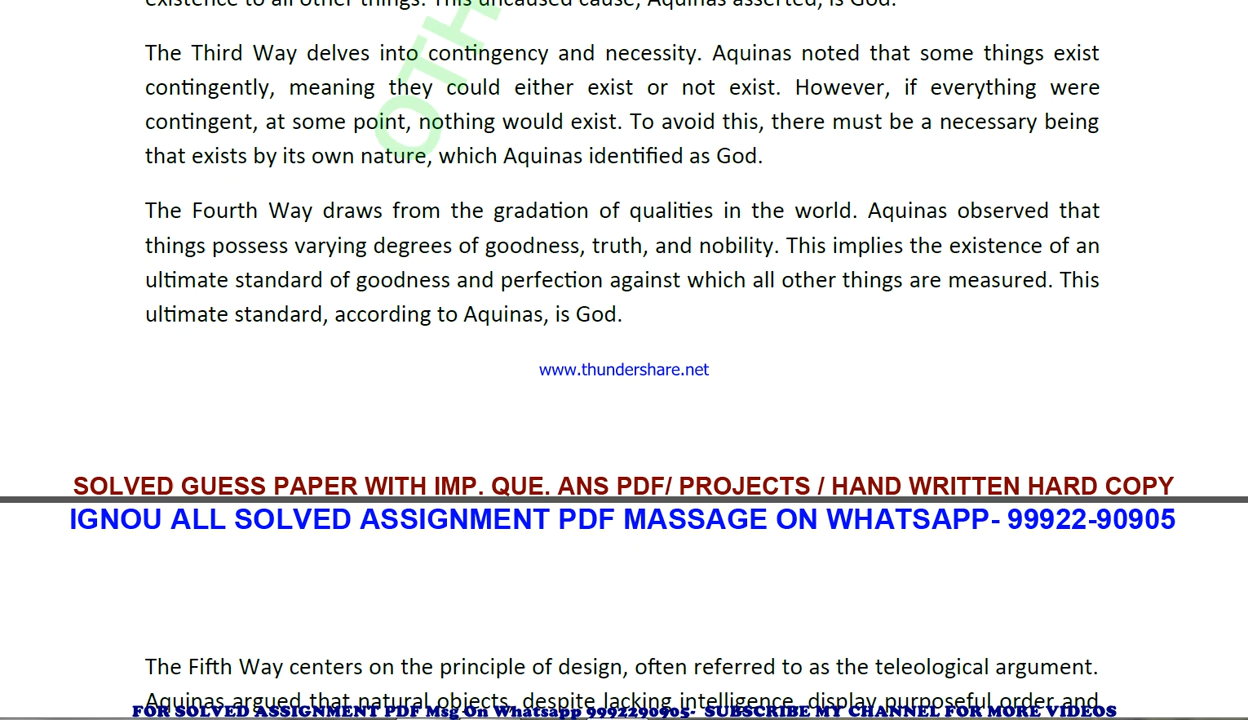 existence to all other things. This uncaused cause, Aquinas asserted, is God.
The Third Way delves into contingency and necessity. Aquinas noted that some things exist
contingently, meaning they could either exist or not exist. However, if everything were
contingent, at some point, nothing would exist. To avoid this, there must be a necessary being
that exists by its own nature, which Aquinas identified as God.
OTH
The Fourth Way draws from the gradation of qualities in the world. Aquinas observed that
things possess varying degrees of goodness, truth, and nobility. This implies the existence of an
ultimate standard of goodness and perfection against which all other things are measured. This
ultimate standard, according to Aquinas, is God.
www.thundershare.net
SOLVED GUESS PAPER WITH IMP. QUE. ANS PDF/ PROJECTS / HAND WRITTEN HARD COPY
IGNOU ALL SOLVED ASSIGNMENT PDF MASSAGE ON WHATSAPP- 99922-90905
The Fifth Way centers on the principle of design, often referred to as the teleological argument.
Aquinas argued that natural objects, despite lacking intelligence, display purposeful order and
FOR SOLVED ASSIGNMENT PDF Msg On Whatsapp 9992290905- SUBSCRIBE MY CHANNEL FOR MORE VIDEOS